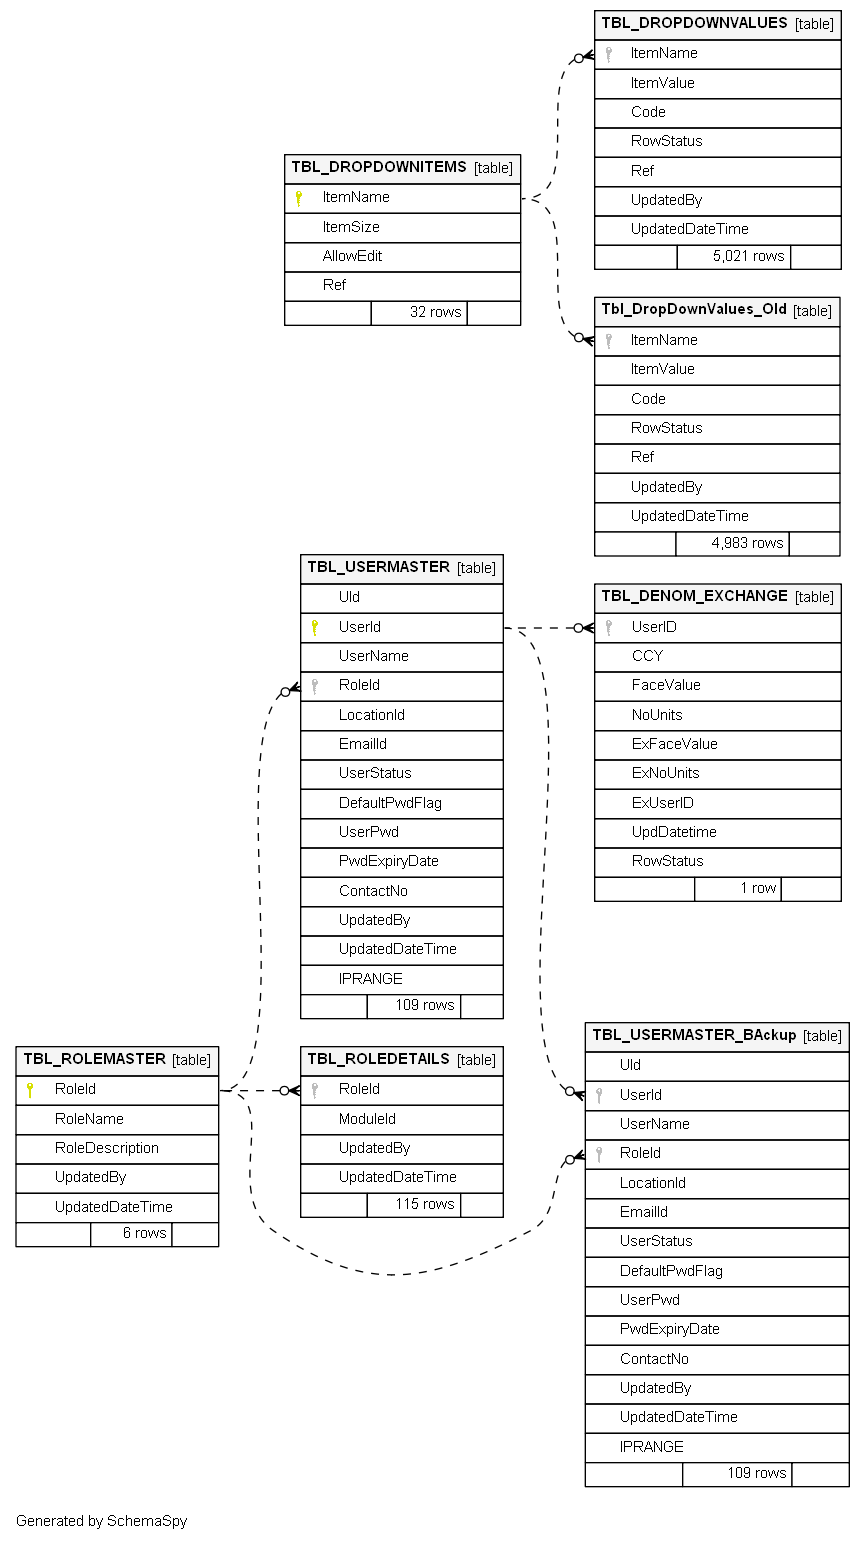 TBL_DROPDOWNVALUES [table]
ItemName
ItemValue
Code
RowStatus
Ref
UpdatedBy
UpdatedDateTime
5,021 rows
TBL_DROPDOWNITEMS [table]
ItemName
ItemSize
AllowEdit
Ref
32 rows
Tbl_DropDownValues_Old [table]
ItemName
ItemValue
Code
RowStatus
Ref
UpdatedBy
UpdatedDateTime
4,983 rows
TBL_USERMASTER [table]
UId
UserId
UserName
RoleId
LocationId
EmailId
UserStatus
DefaultPwdFlag
UserPwd
PwdExpiryDate
ContactNo
UpdatedBy
UpdatedDateTime
IPRANGE
109 rows
TBL_DENOM_EXCHANGE [table]
UserID
CCY
FaceValue
NoUnits
ExFaceValue
ExNoUnits
ExUserID
UpdDatetime
RowStatus
1 row
TBL_ROLEMASTER [table]
RoleId
RoleName
RoleDescription
UpdatedBy
UpdatedDateTime
6 rows
TBL_ROLEDETAILS [table]
RoleId
ModuleId
UpdatedBy
UpdatedDateTime
115 rows
TBL_USERMASTER_BAckup [table]
UId
UserId
UserName
RoleId
LocationId
EmailId
UserStatus
DefaultPwdFlag
UserPwd
PwdExpiryDate
ContactNo
UpdatedBy
UpdatedDateTime
IPRANGE
109 rows
Generated by SchemaSpy